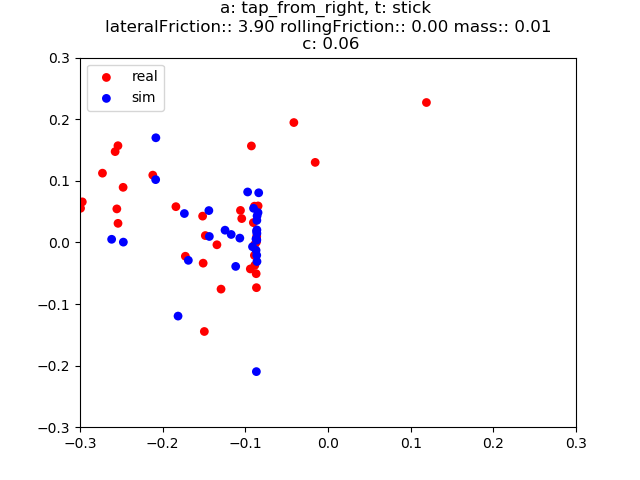 a: tap_from_right, t: stick
lateralFriction:: 3.90 rollingFriction:: 0.00 mass:: 0.01
c: 0.06
real
sim
0.3
0.2
0.1
0.0
−0.1
−0.2
−0.3
−0.3
−0.2
−0.1
0.0
0.1
0.2
0.3